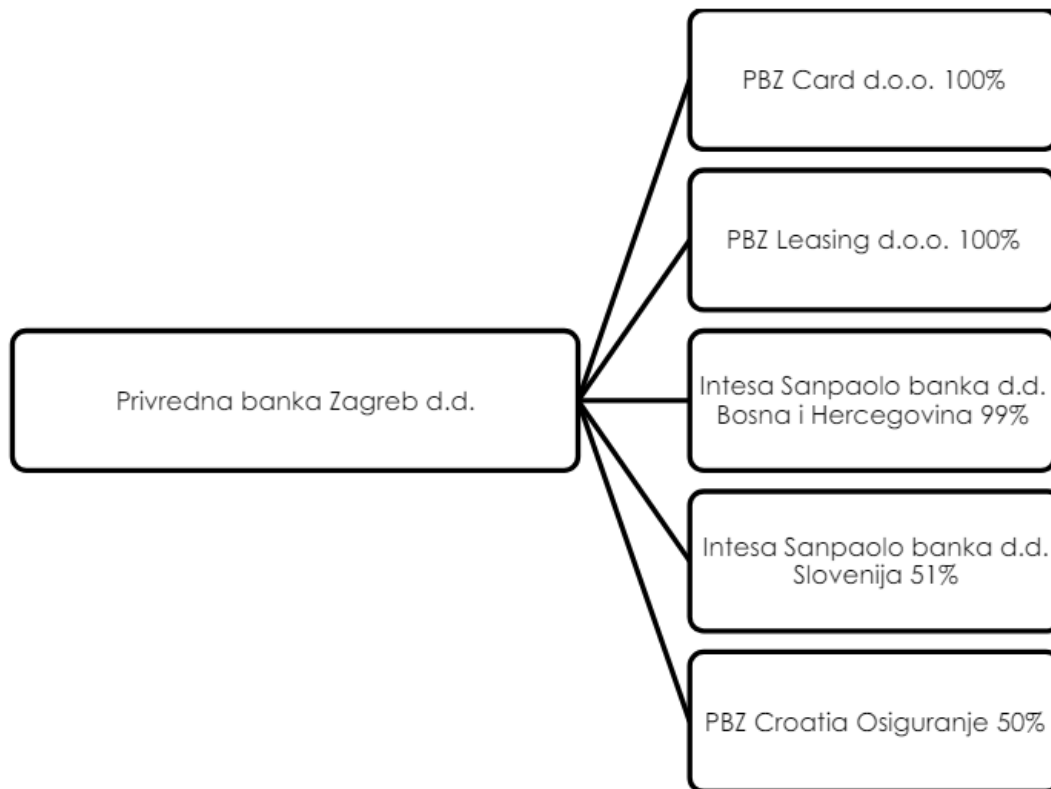 PBZ Card d.o.o. 100%
PBZ Leasing d.o.o. 100%
Privredna banka Zagreb d.d.
Intesa Sanpaolo banka d.d.
Bosna i Hercegovina 99%
Intesa Sanpaolo banka d.d.
Slovenija 51%
PBZ Croatia Osiguranje 50%